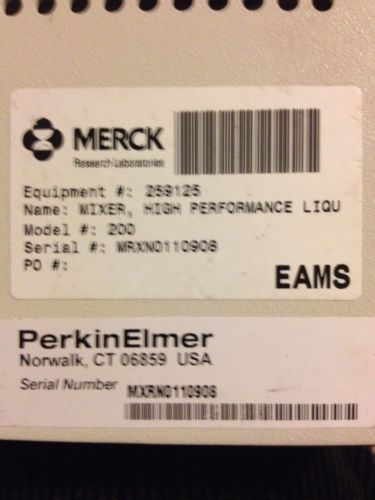 MERCK
Research Laboratories
Equipment #: 259125
Name: MIXER, HIGH PERFORMANCE LIQU
Model #: 200
Serial #: MRXN0110908
PO #:
EAMS
PerkinElmer
Norwalk, CT 06859 USA
Serial Number MXRN0110908